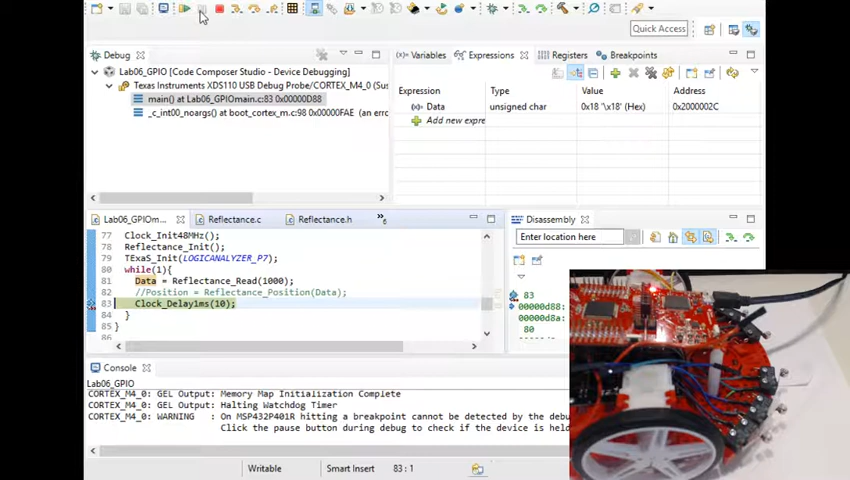 Quick Access
Debug
Lab06_GPIO [Code Composer Studio - Device Debugging]
Texas Instruments XDS110 USB Debug Probe/CORTEX_M4_0 (Sus
main() at Lab06_GPIOmain.c:83 0x00000D88
_c_int00_noargs() at boot_cortex_m.c:98 0x00000FAE (an erro
(x)= Variables
Expressions
Registers
Breakpoints
Expression Type Value Address
(x)= Data unsigned char 0x18 '\x18' (Hex) 0x2000002C
Add new expre
Lab06_GPIOm...
Reflectance.c
Reflectance.h
77 Clock_Init48MHz();
78 Reflectance_Init();
79 TExaS_Init(LOGICANALYZER_P7);
80 while(1){
81 Data = Reflectance_Read(1000);
82 //Position = Reflectance_Position(Data);
83 Clock_Delay1ms(10);
84 }
85 }
86
Disassembly
Enter location here
83
00000d88:
00000d8a:
80
Console
Lab06_GPIO
CORTEX_M4_0: GEL Output: Memory Map Initialization Complete
CORTEX_M4_0: GEL Output: Halting Watchdog Timer
CORTEX_M4_0: WARNING : On MSP432P401R hitting a breakpoint cannot be detected by the debu
Click the pause button during debug to check if the device is held
Writable
Smart Insert
83 : 1